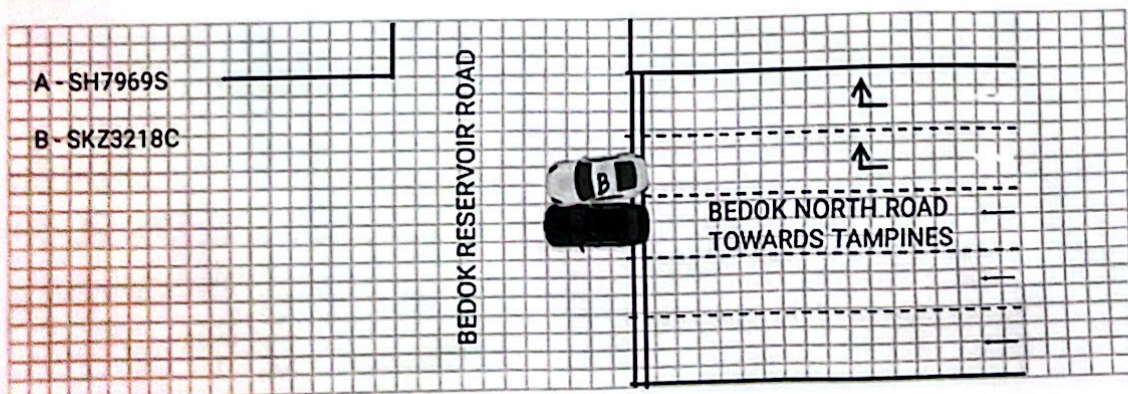 A - SH7969S
B - SKZ3218C
BEDOK RESERVOIR ROAD
B
BEDOK NORTH ROAD
TOWARDS TAMPINES